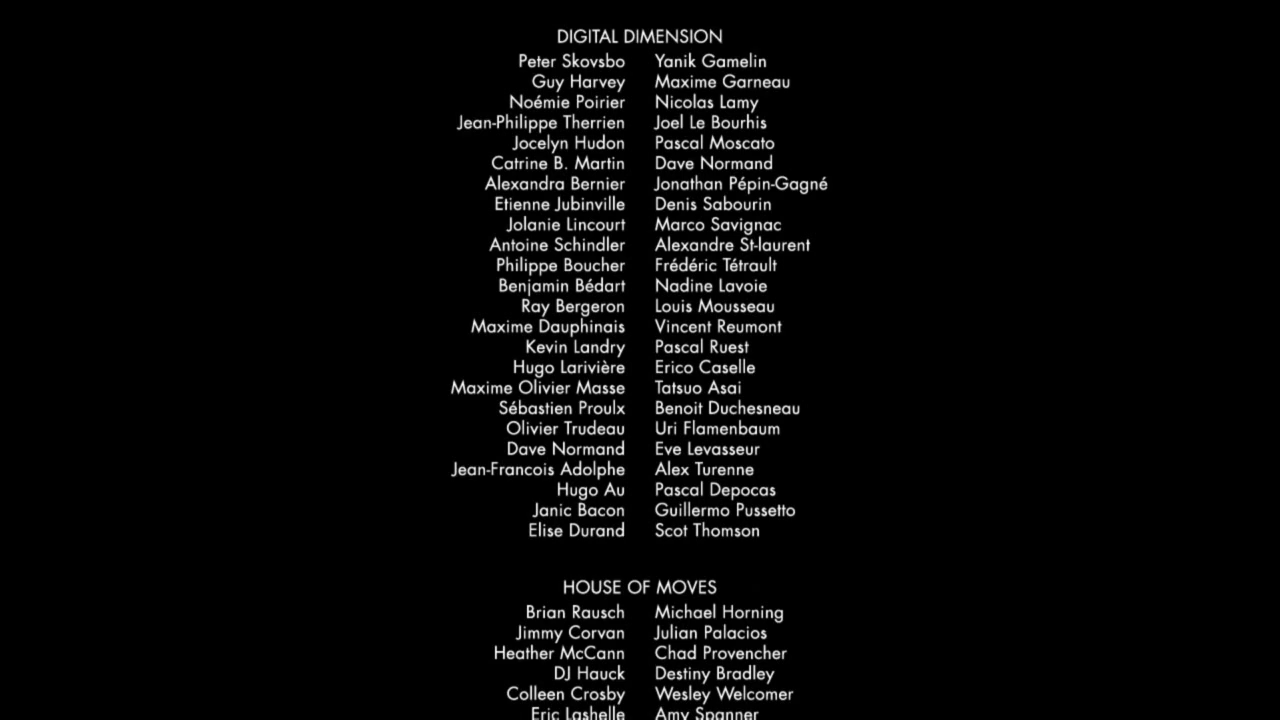 DIGITAL DIMENSION
Peter Skovsbo Yanik Gamelin
Guy Harvey Maxime Garneau
Noémie Poirier Nicolas Lamy
Jean-Philippe Therrien Joel Le Bourhis
Jocelyn Hudon Pascal Moscato
Catrine B. Martin Dave Normand
Alexandra Bernier Jonathan Pépin-Gagné
Etienne Jubinville Denis Sabourin
Jolanie Lincourt Marco Savignac
Antoine Schindler Alexandre St-laurent
Philippe Boucher Frédéric Tétrault
Benjamin Bédart Nadine Lavoie
Ray Bergeron Louis Mousseau
Maxime Dauphinais Vincent Reumont
Kevin Landry Pascal Ruest
Hugo Larivière Erico Caselle
Maxime Olivier Masse Tatsuo Asai
Sébastien Proulx Benoit Duchesneau
Olivier Trudeau Uri Flamenbaum
Dave Normand Eve Levasseur
Jean-Francois Adolphe Alex Turenne
Hugo Au Pascal Depocas
Janic Bacon Guillermo Pussetto
Elise Durand Scot Thomson
HOUSE OF MOVES
Brian Rausch Michael Horning
Jimmy Corvan Julian Palacios
Heather McCann Chad Provencher
DJ Hauck Destiny Bradley
Colleen Crosby Wesley Welcomer
Eric Lashelle Amy Spanner